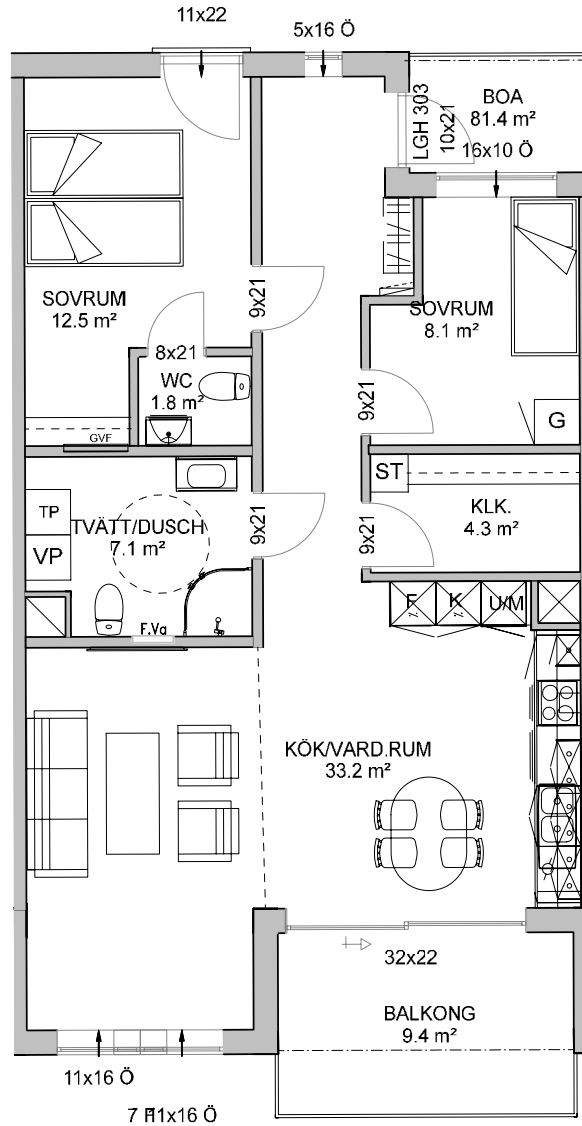 11x22
5x16 Ö
LGH 303
10x21
BOA
81.4 m²
16x10 Ö
SOVRUM
12.5 m²
9x21
SOVRUM
8.1 m²
8x21
WC
1.8 m²
9x21
G
GVF
ST
KLK.
4.3 m²
TP
VP
TVÄTT/DUSCH
7.1 m²
9x21
9x21
F.Vg
F
K
U/M
KÖK/VARD.RUM
33.2 m²
32x22
BALKONG
9.4 m²
11x16 Ö
11x16 Ö